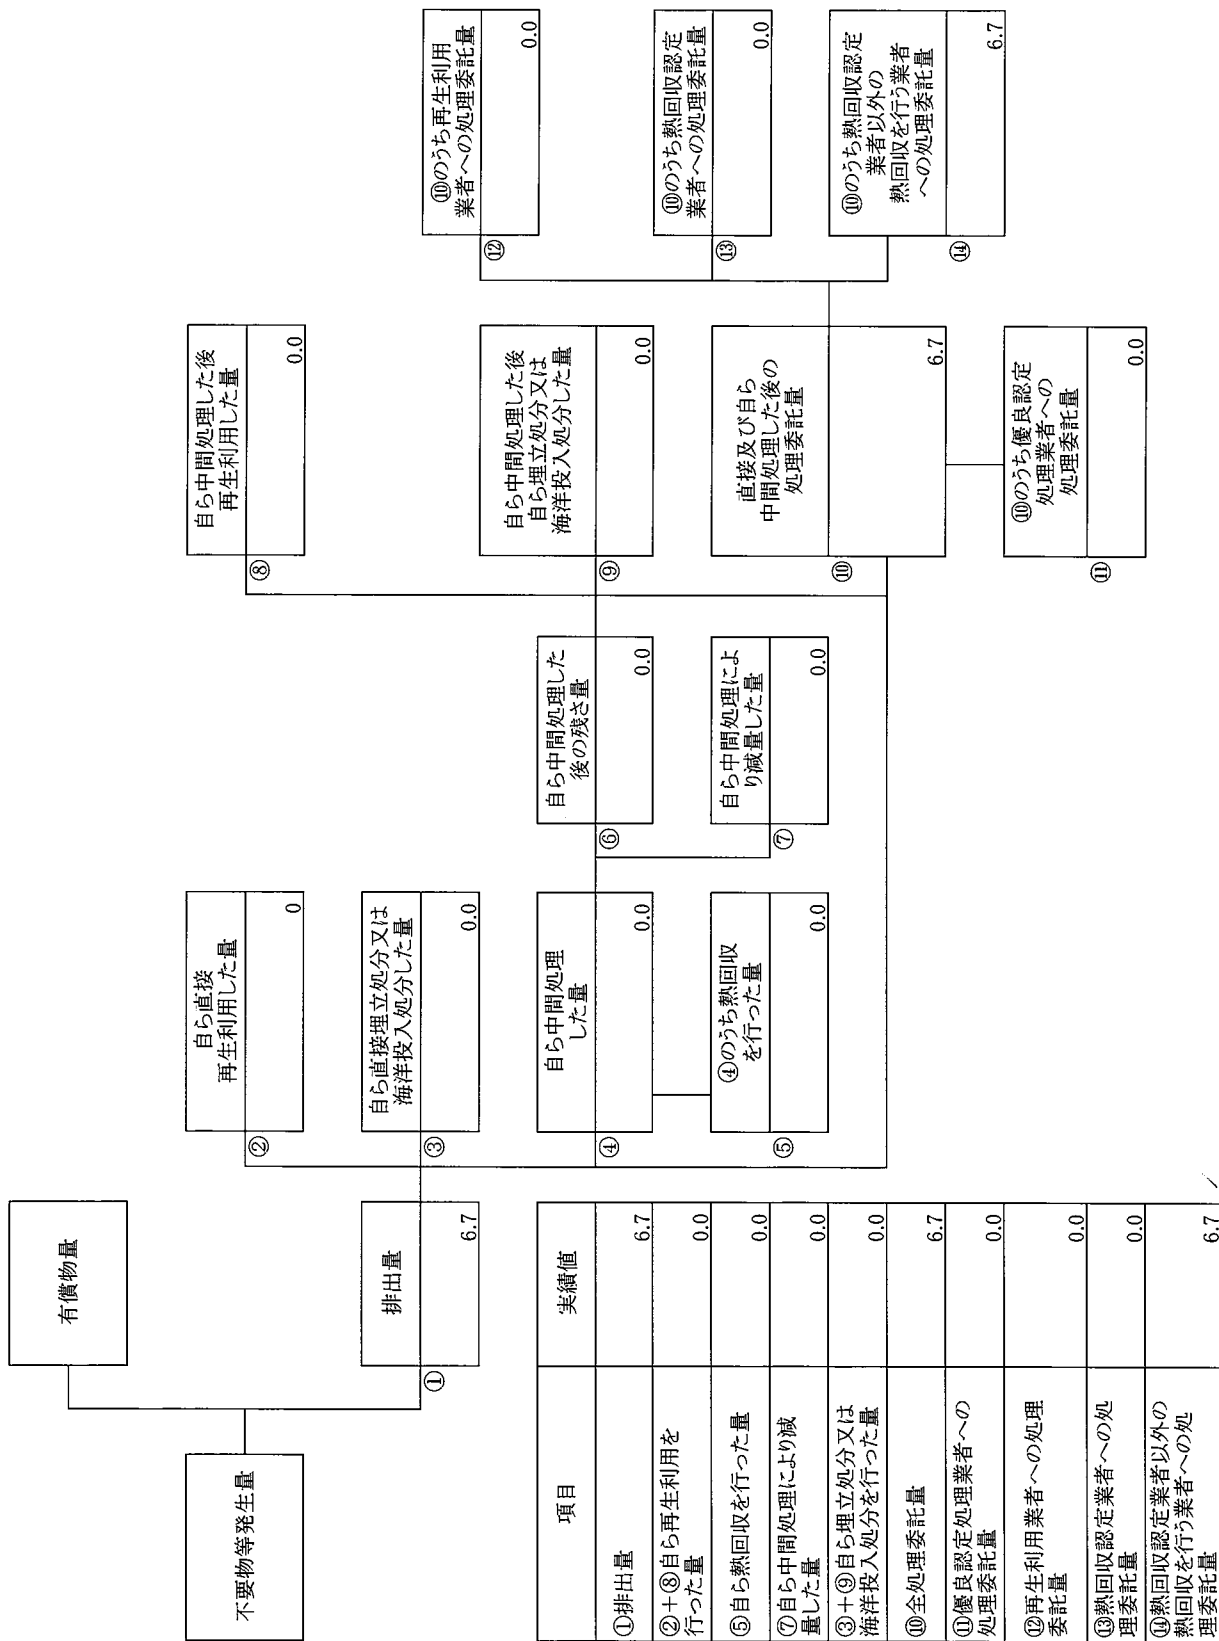 不要物等発生量
有償物量
①
排出量
6.7
②
自ら直接
再生利用した量
0
③
自ら直接埋立処分又は
海洋投入処分した量
0.0
④
自ら中間処理
した量
0.0
⑤
④のうち熱回収
を行った量
0.0
⑥
自ら中間処理した
後の残さ量
0.0
⑦
自ら中間処理によ
り減量した量
0.0
⑧
自ら中間処理した後
再生利用した量
0.0
⑨
自ら中間処理した後
自ら埋立処分又は
海洋投入処分した量
0.0
⑩
直接及び自ら
中間処理した後の
処理委託量
6.7
⑪
⑩のうち優良認定
処理業者への
処理委託量
0.0
⑫
⑩のうち再生利用
業者への処理委託量
0.0
⑬
⑩のうち熱回収認定
業者への処理委託量
0.0
⑭
⑩のうち熱回収認定
業者以外の
熱回収を行う業者
への処理委託量
6.7
項目
実績値
①排出量
6.7
②+⑧自ら再生利用を
行った量
0.0
⑤自ら熱回収を行った量
0.0
⑦自ら中間処理により減
量した量
0.0
③+⑨自ら埋立処分又は
海洋投入処分を行った量
0.0
⑩全処理委託量
6.7
⑪優良認定処理業者への
処理委託量
0.0
⑫再生利用業者への処理
委託量
0.0
⑬熱回収認定業者への処
理委託量
0.0
⑭熱回収認定業者以外の
熱回収を行う業者への処
理委託量
6.7